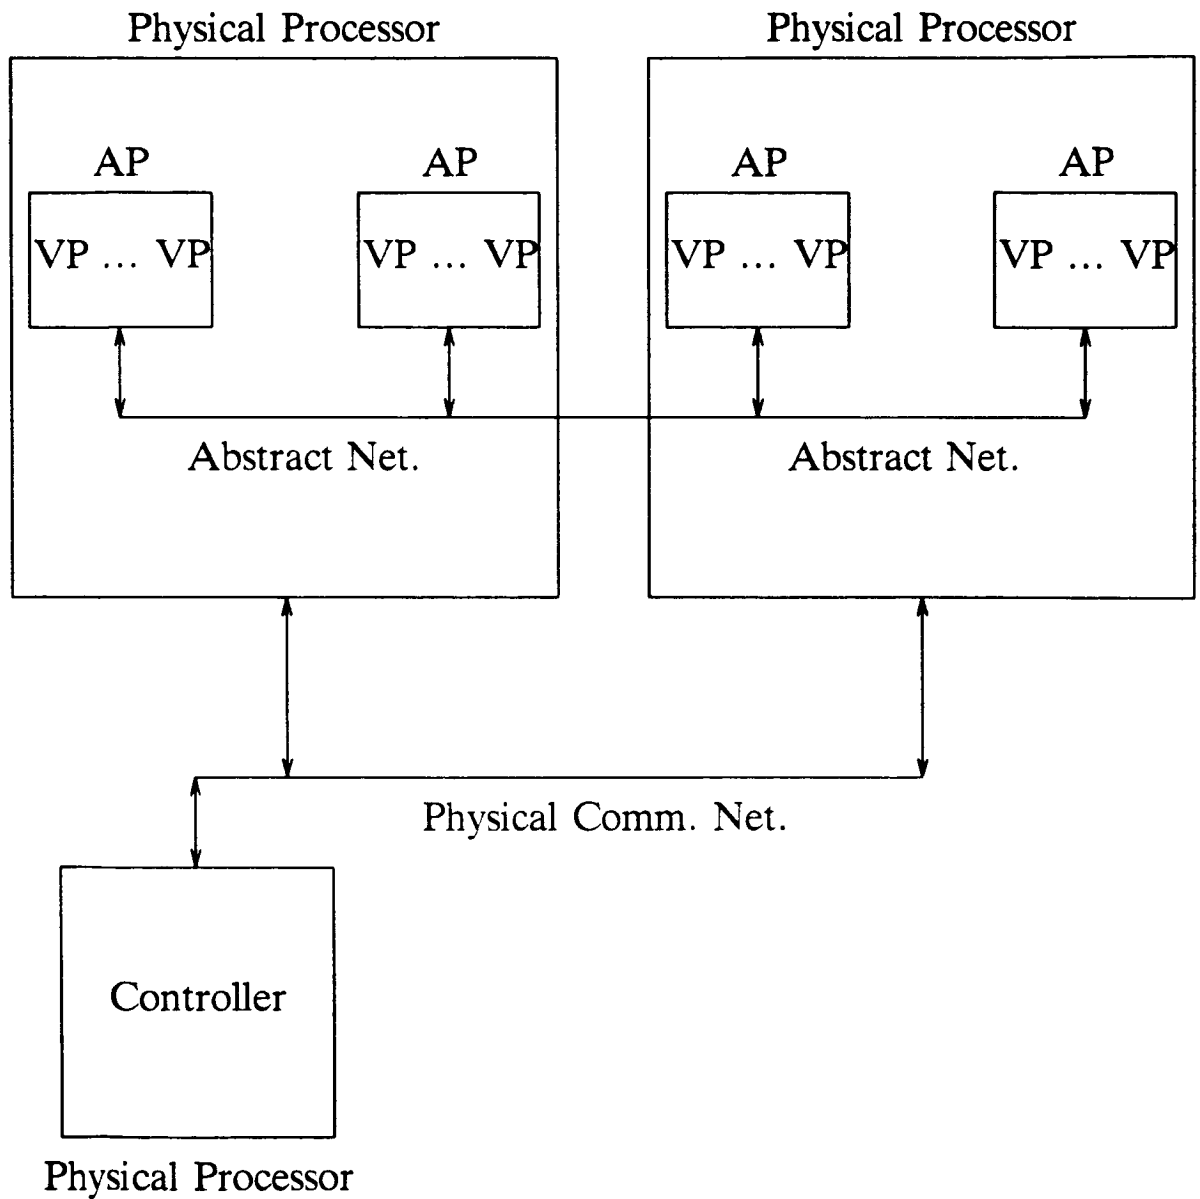 Physical Processor Physical Processor
AP AP AP AP
VP ... VP VP ... VP VP ... VP VP ... VP
Abstract Net. Abstract Net.
Physical Comm. Net.
Controller
Physical Processor